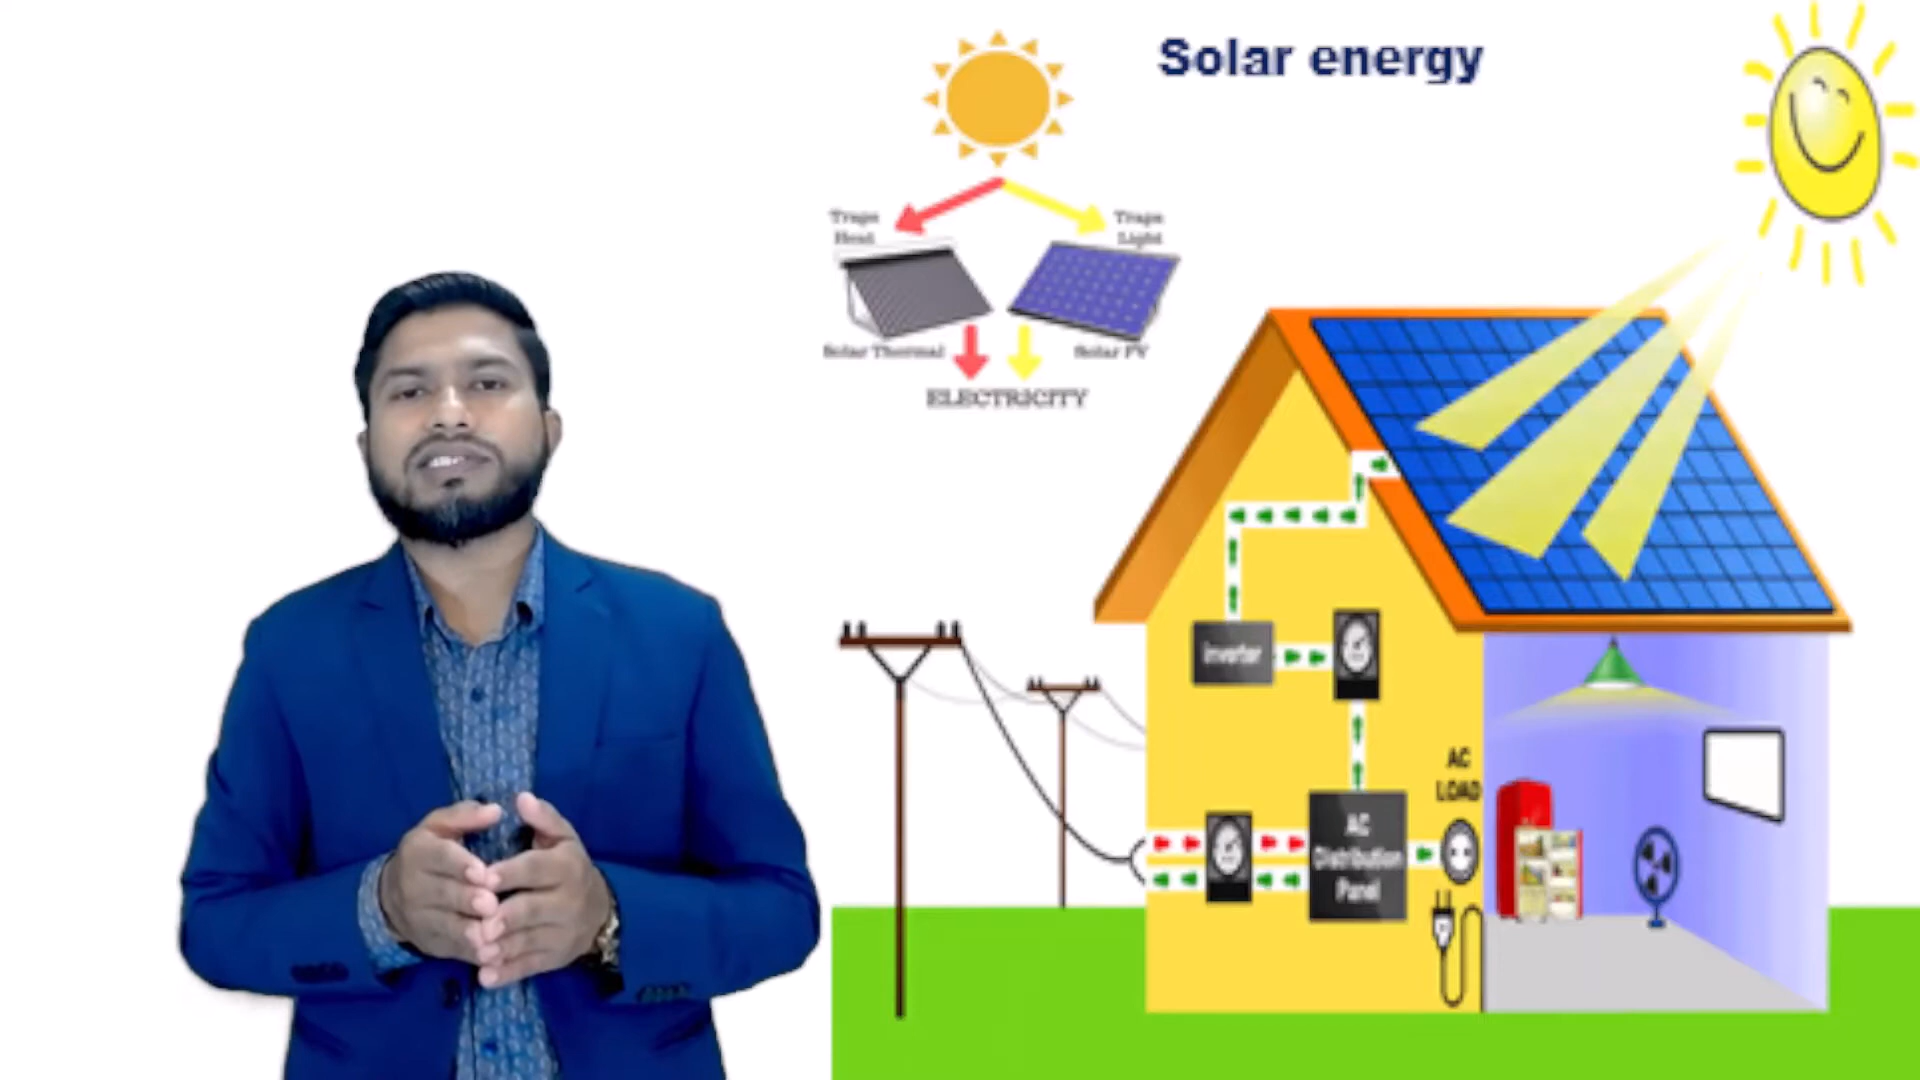 Solar energy
Traps
Heat
Traps
Light
Solar Thermal
Solar PV
ELECTRICITY
Inverter
AC
LOAD
AC
Distribution
Panel